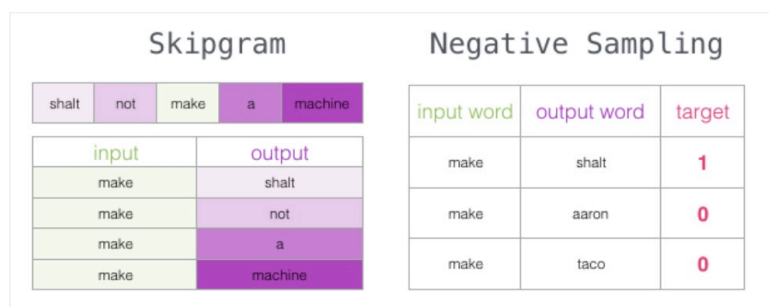 Skipgram
shalt not make a machine
input output
make shalt
make not
make a
make machine
Negative Sampling
input word output word target
make shalt 1
make aaron 0
make taco 0